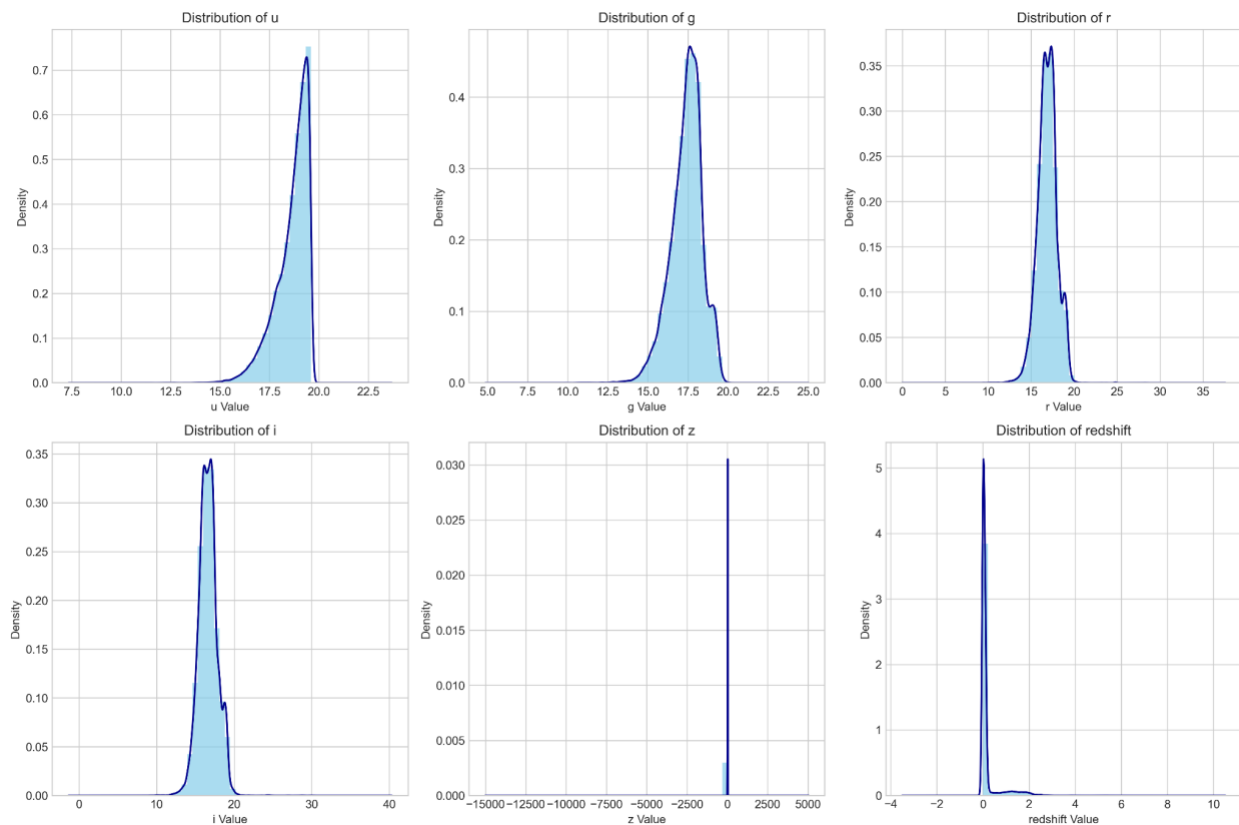 Distribution of u
Distribution of g
Distribution of r
Density
0.7
0.6
0.5
0.4
0.3
0.2
0.1
0.0
7.5 10.0 12.5 15.0 17.5 20.0 22.5
u Value
Density
0.4
0.3
0.2
0.1
0.0
5.0 7.5 10.0 12.5 15.0 17.5 20.0 22.5 25.0
g Value
Density
0.35
0.30
0.25
0.20
0.15
0.10
0.05
0.00
0 5 10 15 20 25 30 35
r Value
Distribution of i
Distribution of z
Distribution of redshift
Density
0.35
0.30
0.25
0.20
0.15
0.10
0.05
0.00
0 10 20 30 40
i Value
Density
0.030
0.025
0.020
0.015
0.010
0.005
0.000
−15000 −12500 −10000 −7500 −5000 −2500 0 2500 5000
z Value
Density
5
4
3
2
1
0
−4 −2 0 2 4 6 8 10
redshift Value